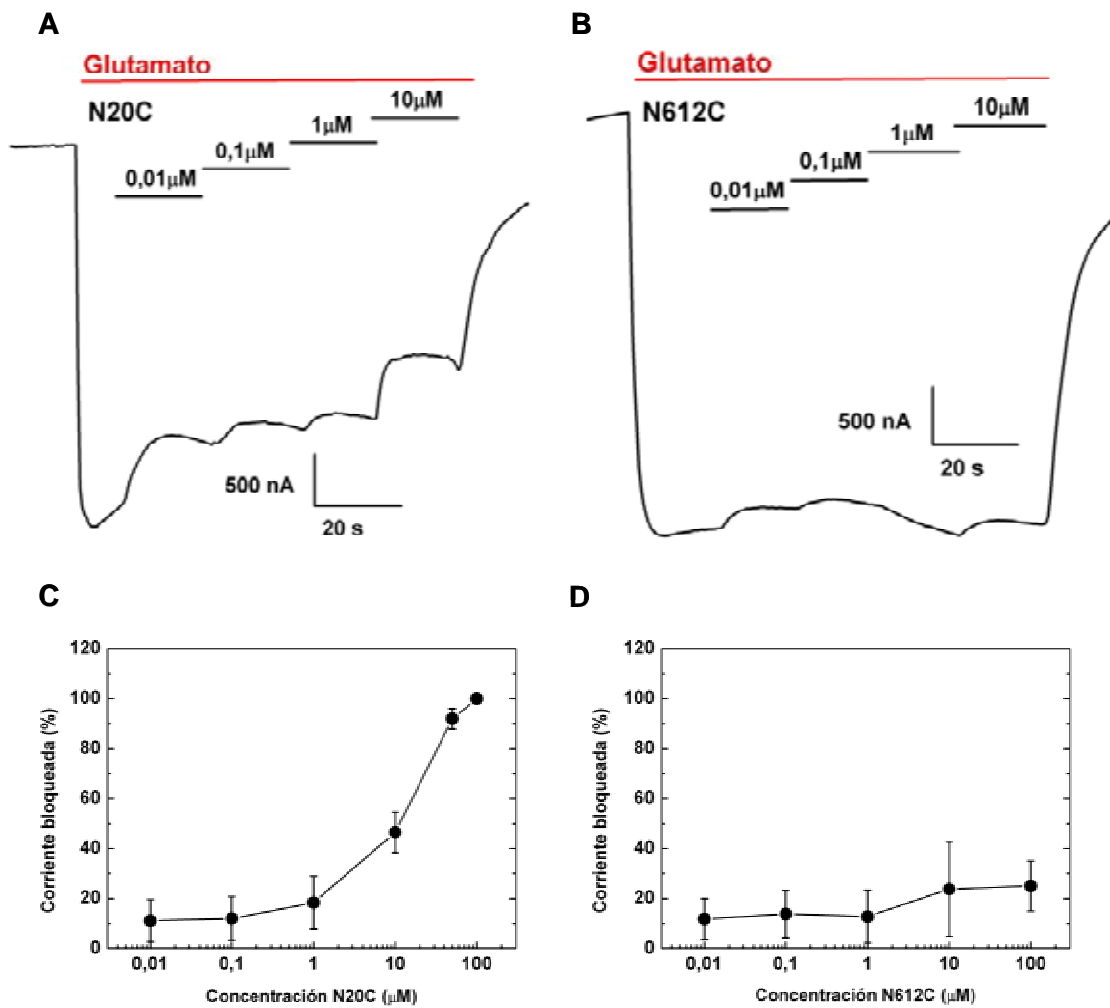 A
Glutamato
N20C
10µM
1µM
0,1µM
0,01µM
500 nA
20 s
B
Glutamato
N612C
10µM
1µM
0,1µM
0,01µM
500 nA
20 s
C
120
100
80
60
40
20
0
Corriente bloqueada (%)
0,01 0,1 1 10 100
Concentración N20C (µM)
D
120
100
80
60
40
20
0
Corriente bloqueada (%)
0,01 0,1 1 10 100
Concentración N612C (µM)